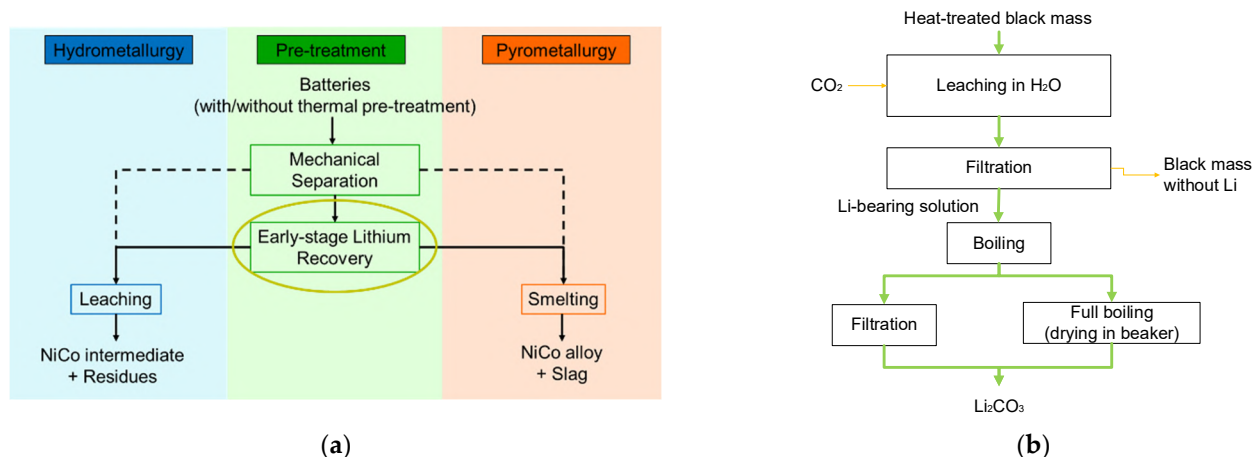 Hydrometallurgy
Pre-treatment
Pyrometallurgy
Batteries
(with/without thermal pre-treatment)
Mechanical
Separation
Early-stage Lithium
Recovery
Leaching
Smelting
NiCo intermediate
+ Residues
NiCo alloy
+ Slag
(a)
Heat-treated black mass
CO₂
Leaching in H₂O
Filtration
Black mass
without Li
Li-bearing solution
Boiling
Filtration
Full boiling
(drying in beaker)
Li₂CO₃
(b)